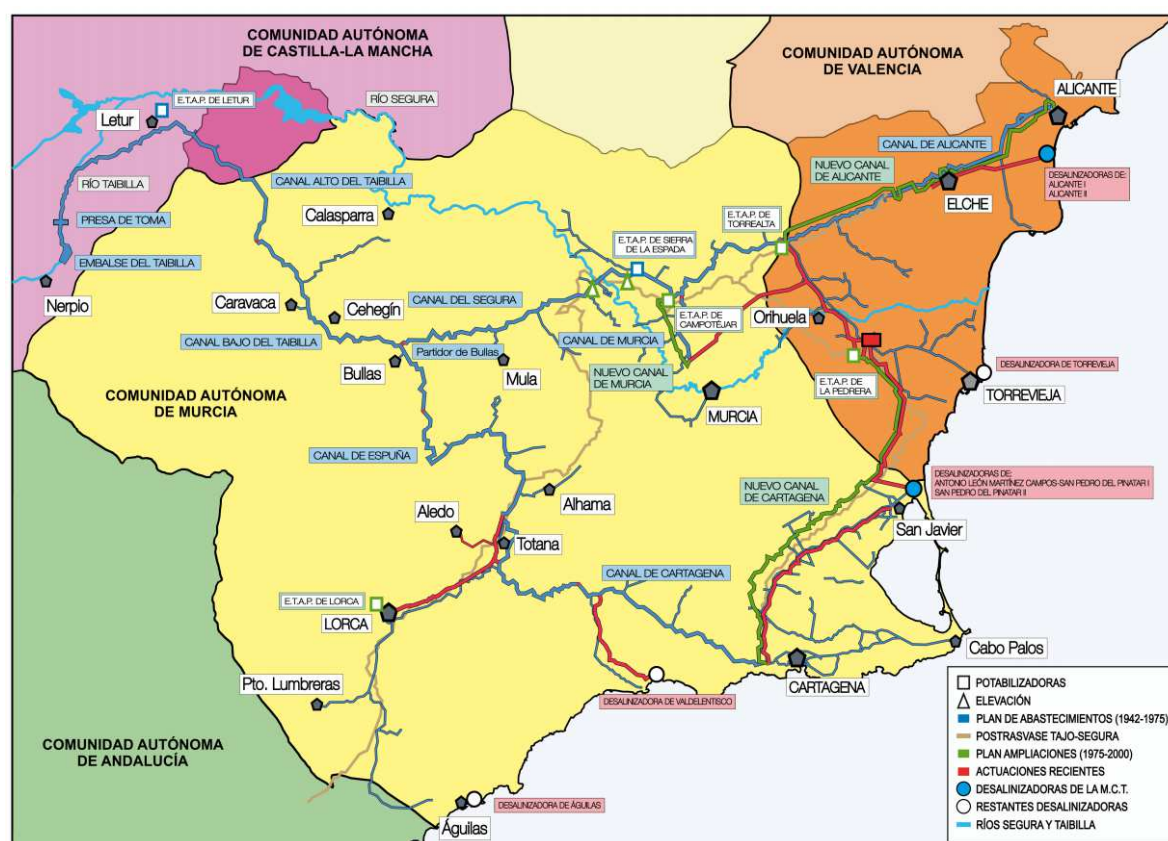 COMUNIDAD AUTÓNOMA
DE CASTILLA-LA MANCHA
COMUNIDAD AUTÓNOMA
DE VALENCIA
E.T.A.P. DE LETUR
RÍO SEGURA
ALICANTE
Letur
CANAL DE ALICANTE
NUEVO CANAL
DE ALICANTE
RÍO TAIBILLA
CANAL ALTO DEL TAIBILLA
DESALINIZADORAS DE:
ALICANTE I
ALICANTE II
ELCHE
PRESA DE TOMA
Calasparra
E.T.A.P. DE
TORREALTA
E.T.A.P. DE SIERRA
DE LA ESPADA
EMBALSE DEL TAIBILLA
Nerpio
Caravaca
Cehegín
CANAL DEL SEGURA
E.T.A.P. DE
CAMPOTÉJAR
Orihuela
CANAL BAJO DEL TAIBILLA
CANAL DE MURCIA
Partidor de Bullas
Bullas
Mula
NUEVO CANAL
DE MURCIA
E.T.A.P. DE
LA PEDRERA
DESALINIZADORA DE TORREVIEJA
TORREVIEJA
MURCIA
COMUNIDAD AUTÓNOMA
DE MURCIA
CANAL DE ESPUÑA
NUEVO CANAL
DE CARTAGENA
DESALINIZADORAS DE:
ANTONIO LEÓN MARTÍNEZ CAMPOS-SAN PEDRO DEL PINATAR I
SAN PEDRO DEL PINATAR II
Alhama
Aledo
San Javier
Totana
CANAL DE CARTAGENA
E.T.A.P. DE LORCA
LORCA
Cabo Palos
Pto. Lumbreras
CARTAGENA
DESALINIZADORA DE VALDELENTISCO
COMUNIDAD AUTÓNOMA
DE ANDALUCÍA
DESALINIZADORA DE ÁGUILAS
Águilas
POTABILIZADORAS
ELEVACIÓN
PLAN DE ABASTECIMIENTOS (1942-1975)
POSTRASVASE TAJO-SEGURA
PLAN AMPLIACIONES (1975-2000)
ACTUACIONES RECIENTES
DESALINIZADORAS DE LA M.C.T.
RESTANTES DESALINIZADORAS
RÍOS SEGURA Y TAIBILLA